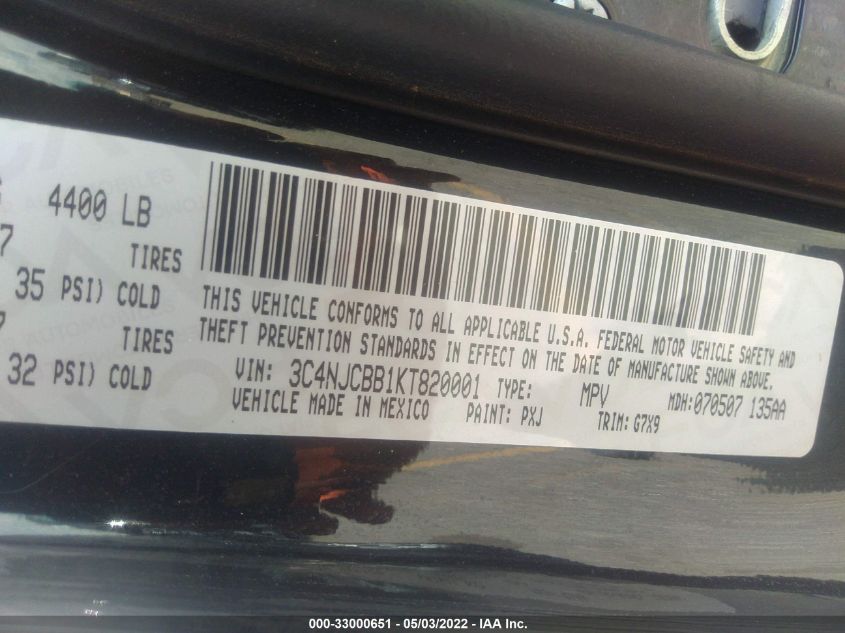 4400 LB
7 TIRES
35 PSI) COLD
7 TIRES
32 PSI) COLD
THIS VEHICLE CONFORMS TO ALL APPLICABLE U.S.A. FEDERAL MOTOR VEHICLE SAFETY AND
THEFT PREVENTION STANDARDS IN EFFECT ON THE DATE OF MANUFACTURE SHOWN ABOVE.
VIN: 3C4NJCBB1KT820001 TYPE: MPV MDH:070507 135AA
VEHICLE MADE IN MEXICO PAINT: PXJ TRIM: G7X9
000-33000651 - 05/03/2022 - IAA Inc.